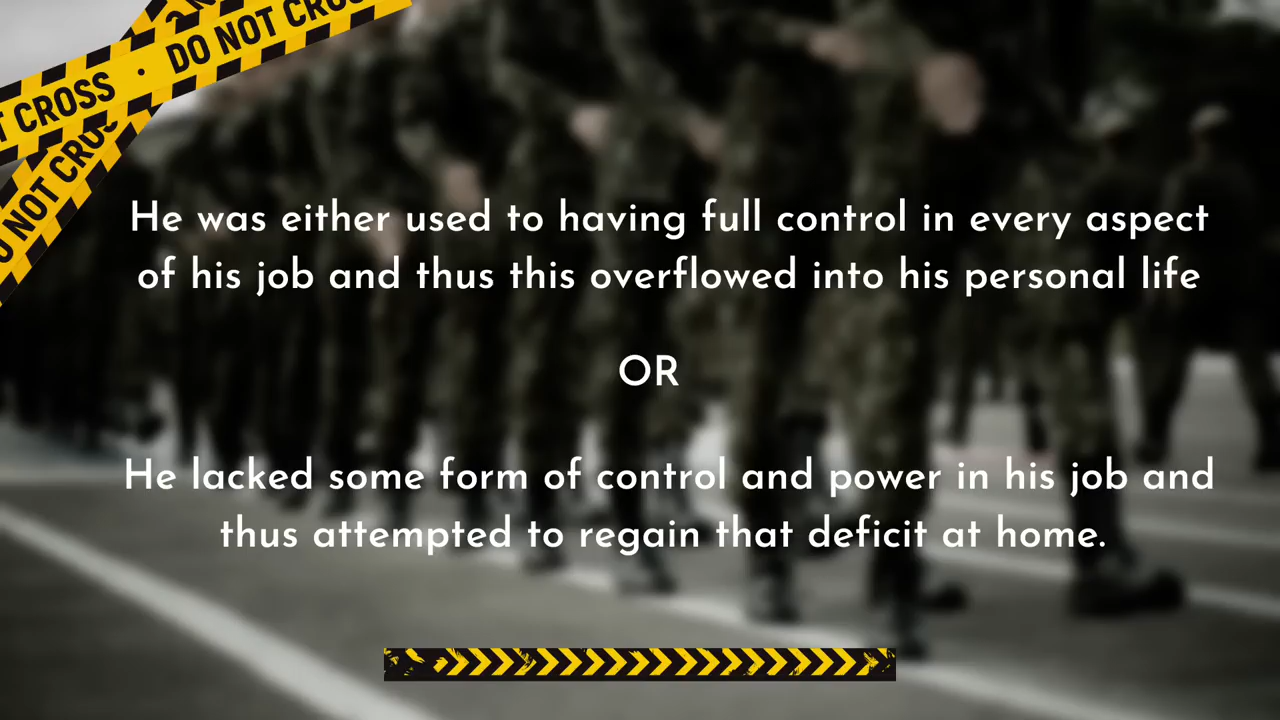 CROSS · DO NOT CROSS
DO NOT CROSS
He was either used to having full control in every aspect
of his job and thus this overflowed into his personal life
OR
He lacked some form of control and power in his job and
thus attempted to regain that deficit at home.